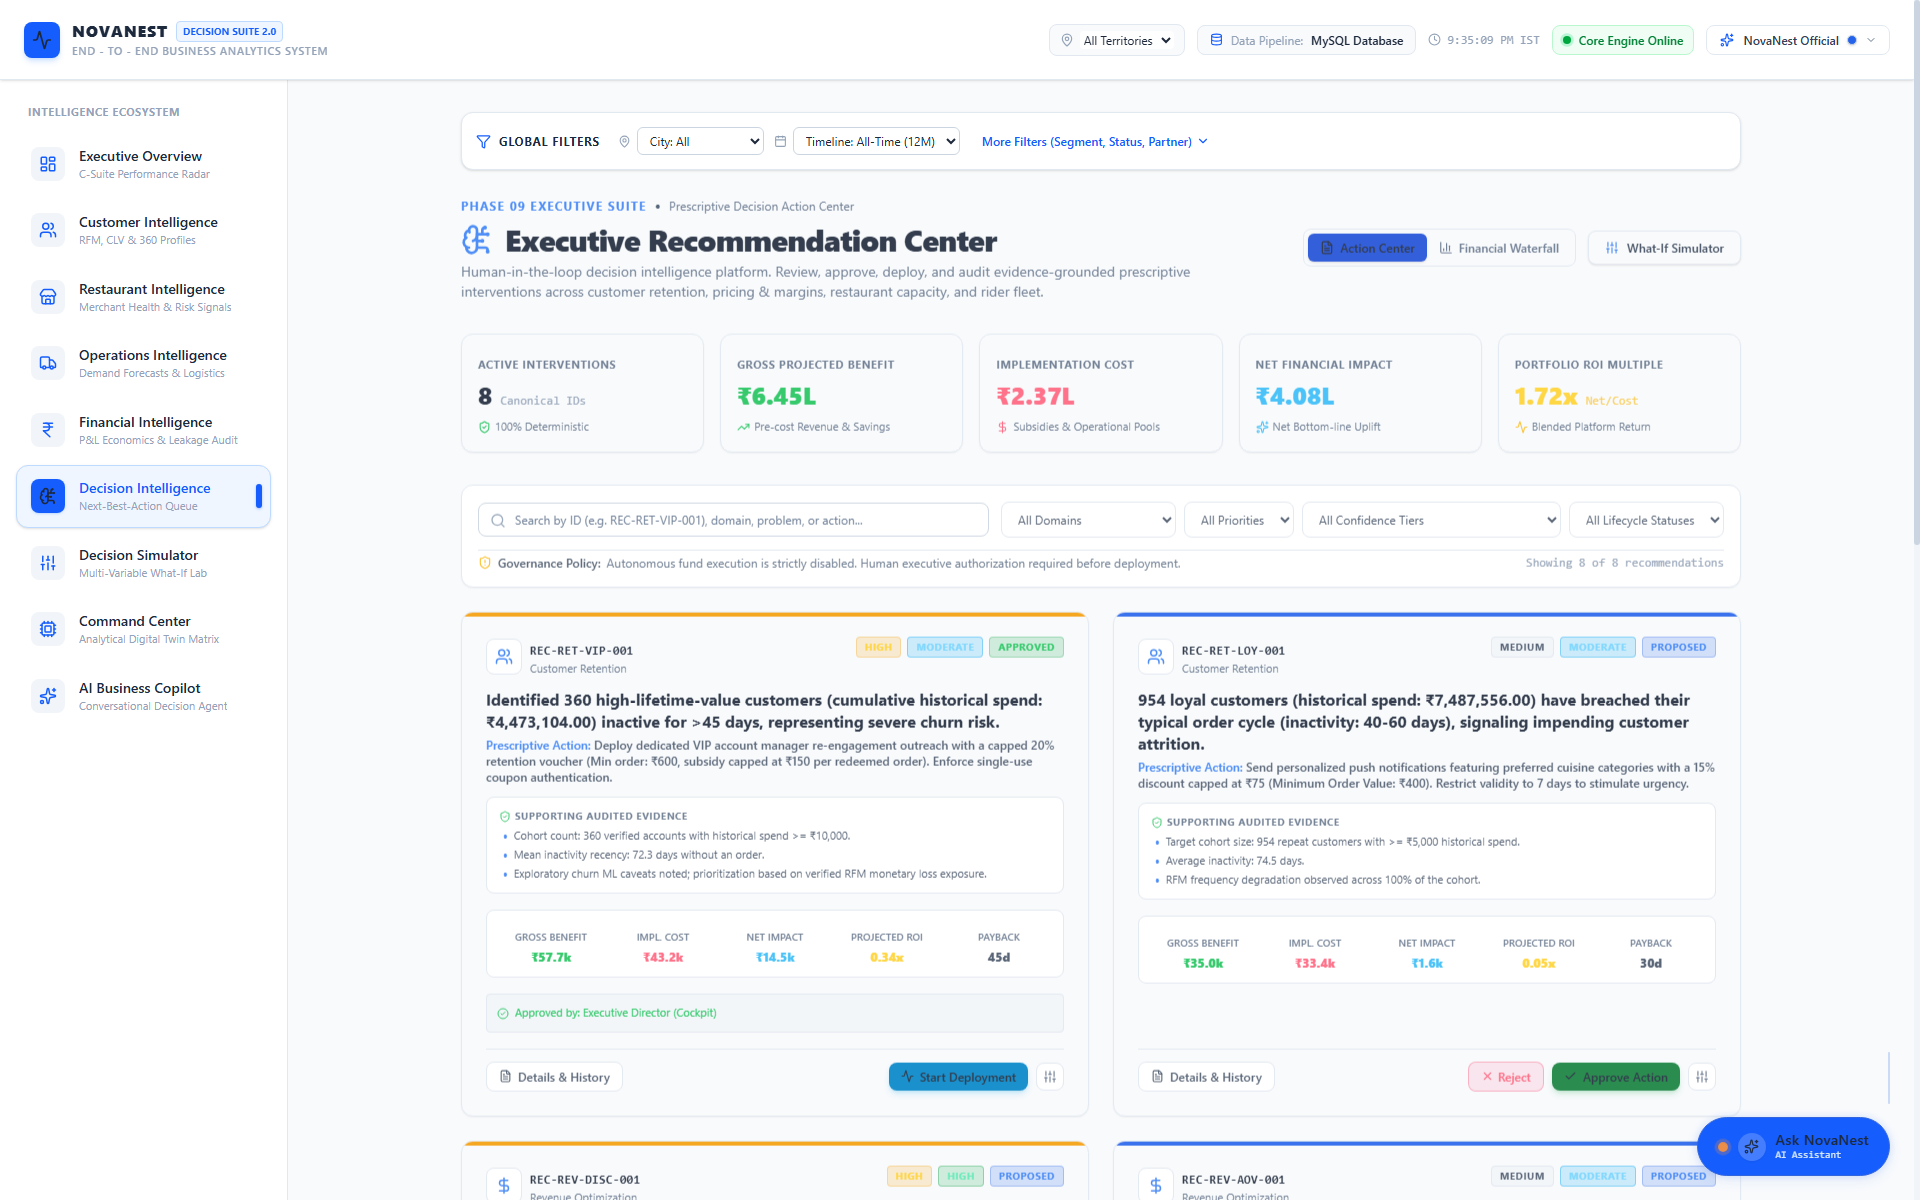 NOVANEST DECISION SUITE 2.0
END - TO - END BUSINESS ANALYTICS SYSTEM
All Territories
Data Pipeline: MySQL Database
9:35:09 PM IST
Core Engine Online
NovaNest Official
INTELLIGENCE ECOSYSTEM
Executive Overview
C-Suite Performance Radar
Customer Intelligence
RFM, CLV & 360 Profiles
Restaurant Intelligence
Merchant Health & Risk Signals
Operations Intelligence
Demand Forecasts & Logistics
Financial Intelligence
P&L Economics & Leakage Audit
Decision Intelligence
Next-Best-Action Queue
Decision Simulator
Multi-Variable What-If Lab
Command Center
Analytical Digital Twin Matrix
AI Business Copilot
Conversational Decision Agent
GLOBAL FILTERS
City: All
Timeline: All-Time (12M)
More Filters (Segment, Status, Partner)
PHASE 09 EXECUTIVE SUITE • Prescriptive Decision Action Center
Executive Recommendation Center
Human-in-the-loop decision intelligence platform. Review, approve, deploy, and audit evidence-grounded prescriptive
interventions across customer retention, pricing & margins, restaurant capacity, and rider fleet.
Action Center
Financial Waterfall
What-If Simulator
ACTIVE INTERVENTIONS
8 Canonical IDs
100% Deterministic
GROSS PROJECTED BENEFIT
₹6.45L
Pre-cost Revenue & Savings
IMPLEMENTATION COST
₹2.37L
Subsidies & Operational Pools
NET FINANCIAL IMPACT
₹4.08L
Net Bottom-line Uplift
PORTFOLIO ROI MULTIPLE
1.72x Net/Cost
Blended Platform Return
Search by ID (e.g. REC-RET-VIP-001), domain, problem, or action...
All Domains
All Priorities
All Confidence Tiers
All Lifecycle Statuses
Governance Policy: Autonomous fund execution is strictly disabled. Human executive authorization required before deployment.
Showing 8 of 8 recommendations
REC-RET-VIP-001
Customer Retention
HIGH
MODERATE
APPROVED
Identified 360 high-lifetime-value customers (cumulative historical spend:
₹4,473,104.00) inactive for >45 days, representing severe churn risk.
Prescriptive Action: Deploy dedicated VIP account manager re-engagement outreach with a capped 20%
retention voucher (Min order: ₹600, subsidy capped at ₹150 per redeemed order). Enforce single-use
coupon authentication.
SUPPORTING AUDITED EVIDENCE
• Cohort count: 360 verified accounts with historical spend >= ₹10,000.
• Mean inactivity recency: 72.3 days without an order.
• Exploratory churn ML caveats noted; prioritization based on verified RFM monetary loss exposure.
GROSS BENEFIT IMPL. COST NET IMPACT PROJECTED ROI PAYBACK
₹57.7k ₹43.2k ₹14.5k 0.34x 45d
Approved by: Executive Director (Cockpit)
Details & History
Start Deployment
REC-RET-LOY-001
Customer Retention
MEDIUM
MODERATE
PROPOSED
954 loyal customers (historical spend: ₹7,487,556.00) have breached their
typical order cycle (inactivity: 40-60 days), signaling impending customer
attrition.
Prescriptive Action: Send personalized push notifications featuring preferred cuisine categories with a 15%
discount capped at ₹75 (Minimum Order Value: ₹400). Restrict validity to 7 days to stimulate urgency.
SUPPORTING AUDITED EVIDENCE
• Target cohort size: 954 repeat customers with >= ₹5,000 historical spend.
• Average inactivity: 74.5 days.
• RFM frequency degradation observed across 100% of the cohort.
GROSS BENEFIT IMPL. COST NET IMPACT PROJECTED ROI PAYBACK
₹35.0k ₹33.4k ₹1.6k 0.05x 30d
Details & History
Reject
Approve Action
REC-REV-DISC-001
Revenue Optimization
HIGH
HIGH
PROPOSED
REC-REV-AOV-001
Revenue Optimization
MEDIUM
MODERATE
PROPOSED
Ask NovaNest
AI Assistant